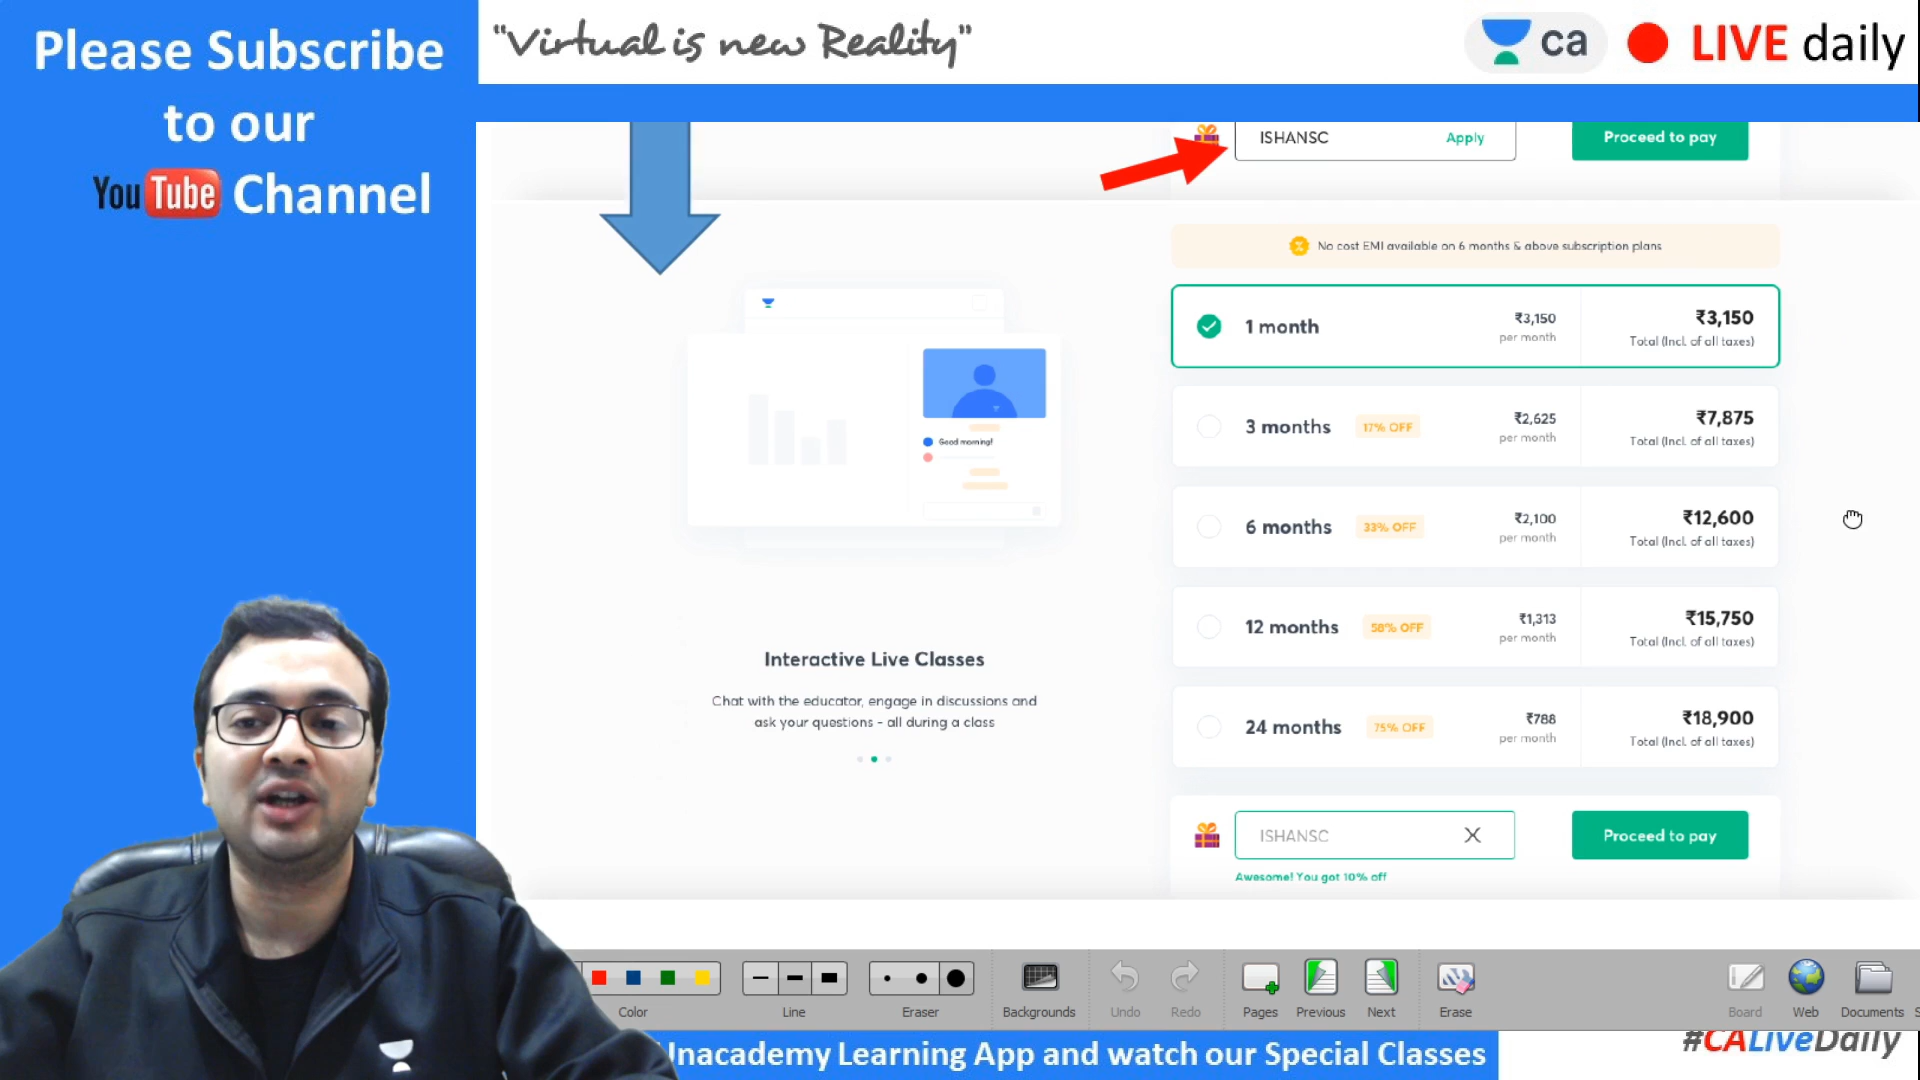 Please Subscribe
to our
YouTube Channel
"Virtual is new Reality"
ca LIVE daily
ISHANSC Apply Proceed to pay
No cost EMI available on 6 months & above subscription plans
1 month ₹3,150 per month ₹3,150 Total (Incl. of all taxes)
3 months 17% OFF ₹2,625 per month ₹7,875 Total (Incl. of all taxes)
6 months 33% OFF ₹2,100 per month ₹12,600 Total (Incl. of all taxes)
12 months 58% OFF ₹1,313 per month ₹15,750 Total (Incl. of all taxes)
24 months 75% OFF ₹788 per month ₹18,900 Total (Incl. of all taxes)
Good morning!
Interactive Live Classes
Chat with the educator, engage in discussions and
ask your questions - all during a class
ISHANSC Proceed to pay
Awesome! You got 10% off
Color Line Eraser Backgrounds Undo Redo Pages Previous Next Erase Board Web Documents
Unacademy Learning App and watch our Special Classes
#CALiveDaily